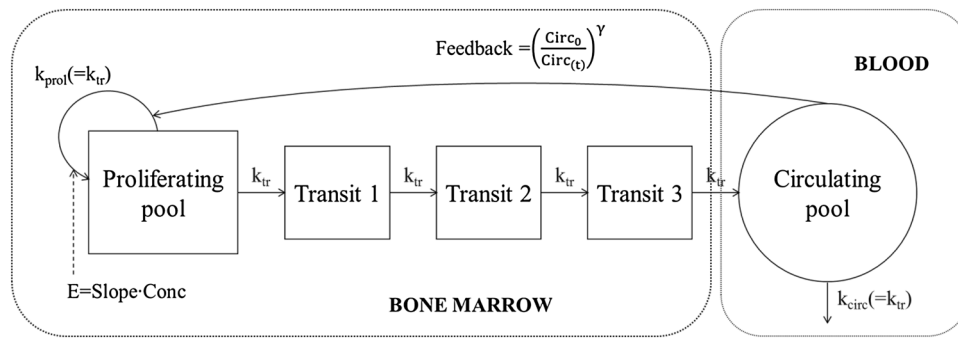 Feedback =(Circ₀/Circ₍ₜ₎)^γ
BLOOD
kprol(=ktr)
Proliferating
pool
ktr
Transit 1
ktr
Transit 2
ktr
Transit 3
ktr
Circulating
pool
E=Slope·Conc
BONE MARROW
kcirc(=ktr)